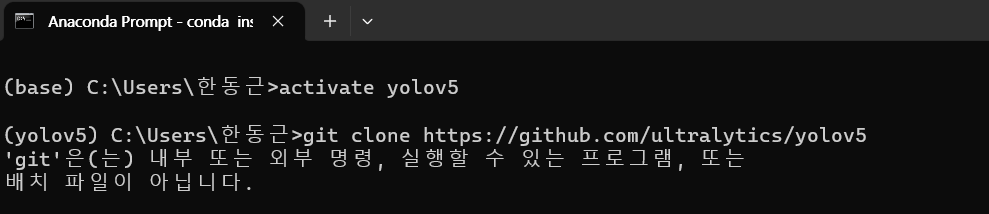 Anaconda Prompt - conda  ins
(base) C:\Users\한동근>activate yolov5
(yolov5) C:\Users\한동근>git clone https://github.com/ultralytics/yolov5
'git'은(는) 내부 또는 외부 명령, 실행할 수 있는 프로그램, 또는
배치 파일이 아닙니다.